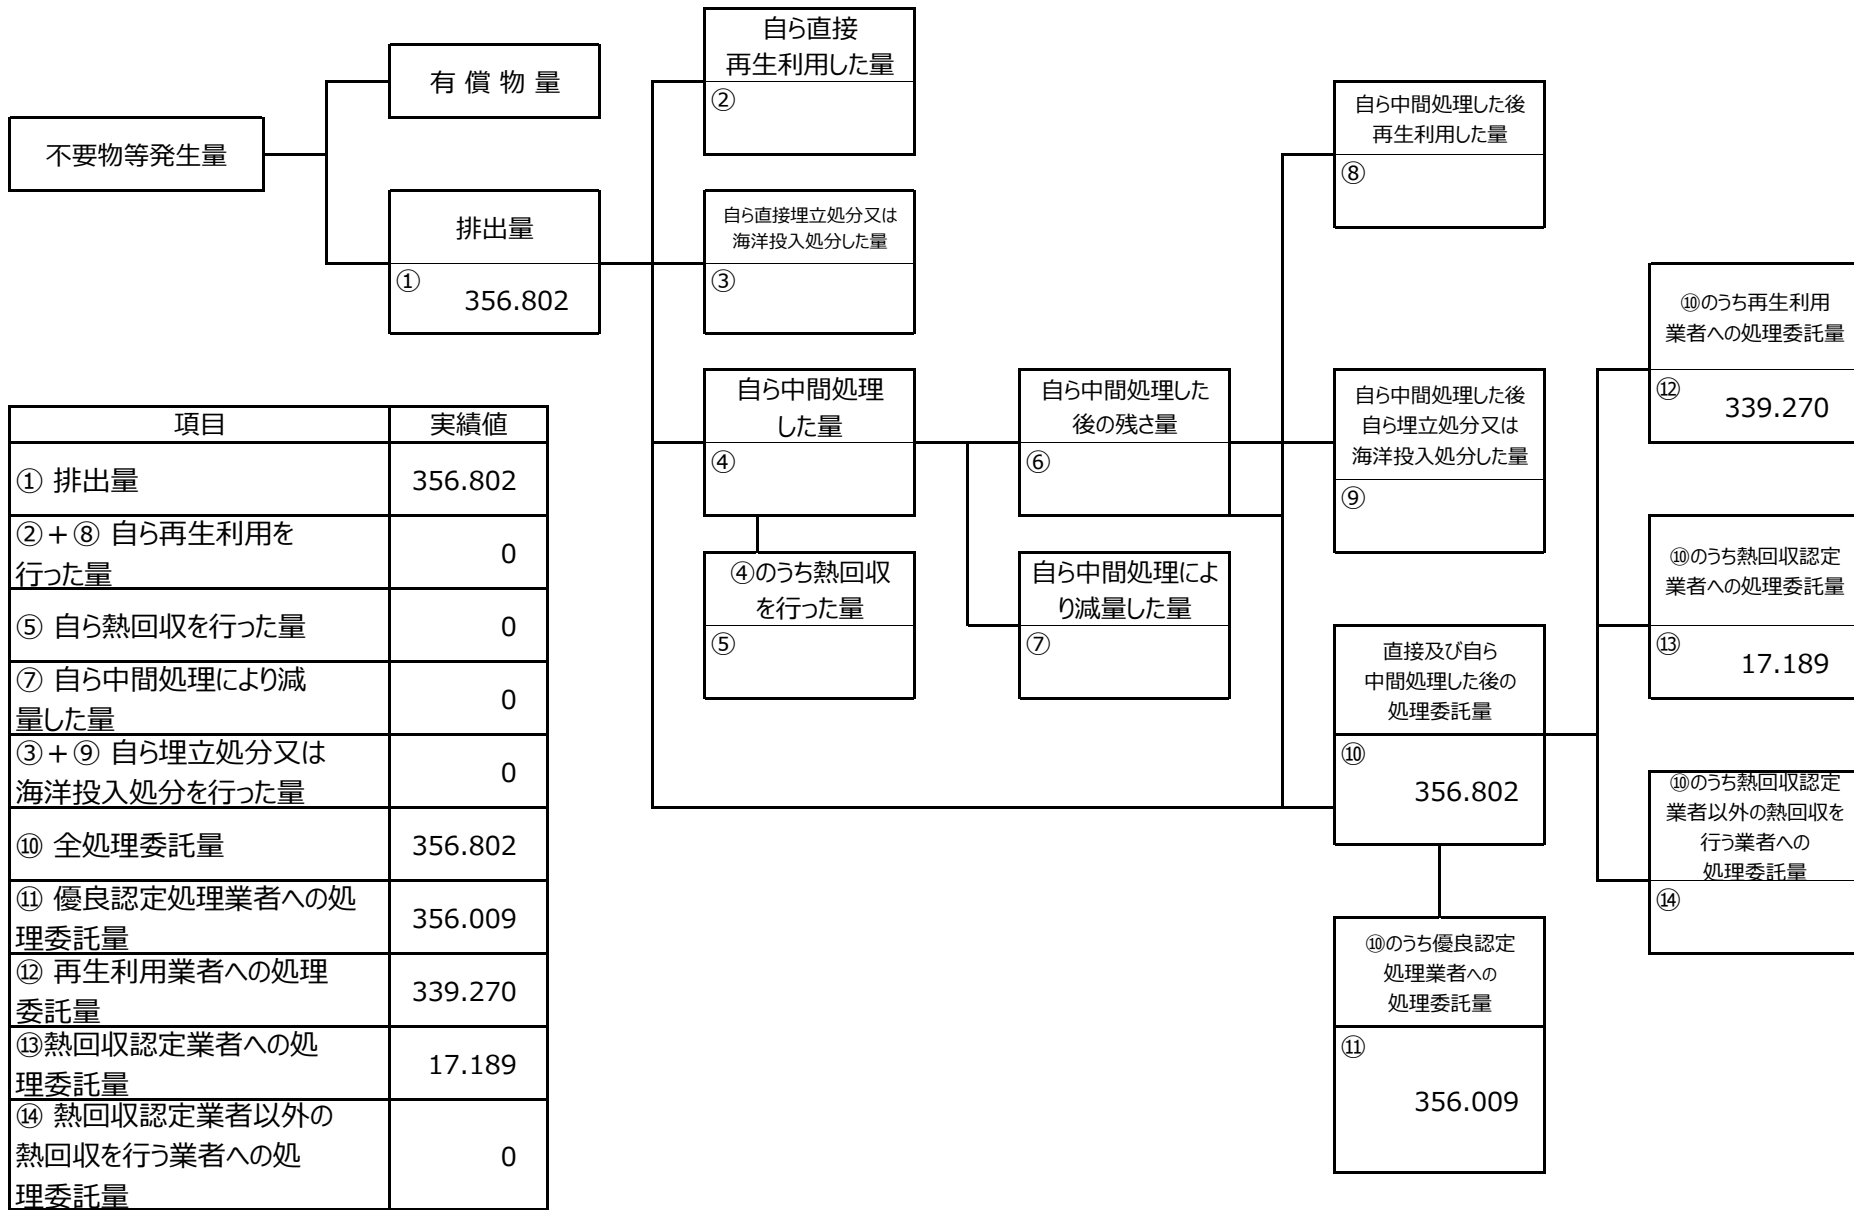 不要物等発生量
有償物量
排出量
①
356.802
自ら直接
再生利用した量
②
自ら直接埋立処分又は
海洋投入処分した量
③
自ら中間処理
した量
④
④のうち熱回収
を行った量
⑤
自ら中間処理した
後の残さ量
⑥
自ら中間処理によ
り減量した量
⑦
自ら中間処理した後
再生利用した量
⑧
自ら中間処理した後
自ら埋立処分又は
海洋投入処分した量
⑨
直接及び自ら
中間処理した後の
処理委託量
⑩
356.802
⑩のうち優良認定
処理業者への
処理委託量
⑪
356.009
⑩のうち再生利用
業者への処理委託量
⑫
339.270
⑩のうち熱回収認定
業者への処理委託量
⑬
17.189
⑩のうち熱回収認定
業者以外の熱回収を
行う業者への
処理委託量
⑭
項目 実績値
① 排出量 356.802
②+⑧ 自ら再生利用を
行った量 0
⑤ 自ら熱回収を行った量 0
⑦ 自ら中間処理により減
量した量 0
③+⑨ 自ら埋立処分又は
海洋投入処分を行った量 0
⑩ 全処理委託量 356.802
⑪ 優良認定処理業者への処
理委託量 356.009
⑫ 再生利用業者への処理
委託量 339.270
⑬熱回収認定業者への処
理委託量 17.189
⑭ 熱回収認定業者以外の
熱回収を行う業者への処
理委託量 0